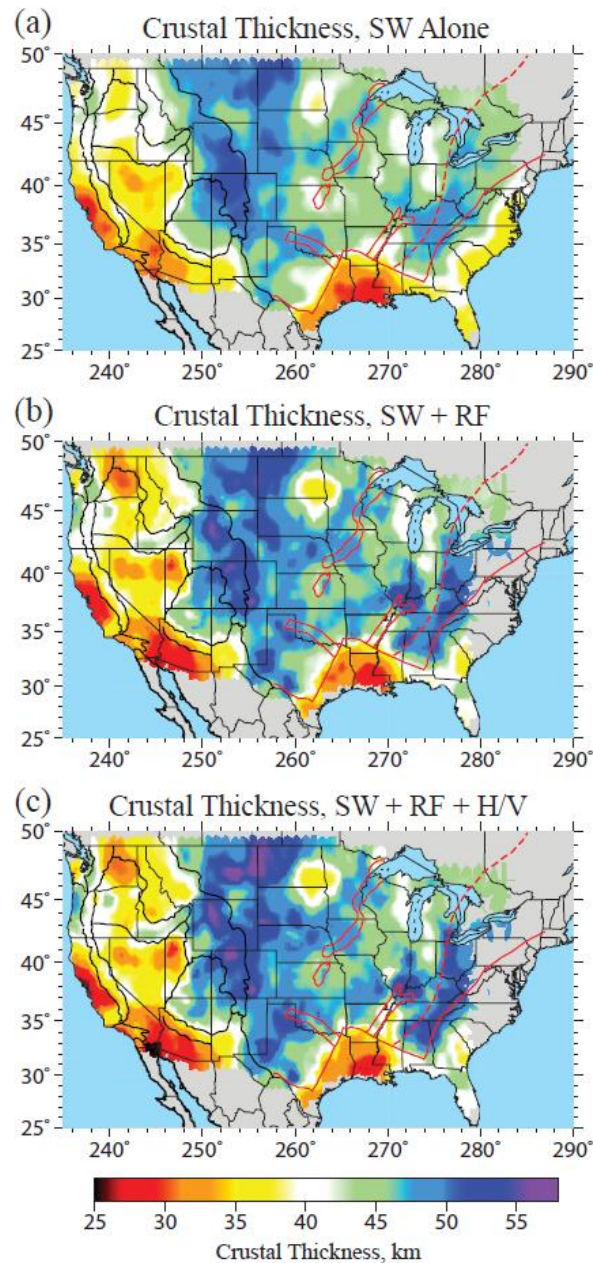 (a) Crustal Thickness, SW Alone
50°
45°
40°
35°
30°
25°
240° 250° 260° 270° 280° 290°
(b) Crustal Thickness, SW + RF
50°
45°
40°
35°
30°
25°
240° 250° 260° 270° 280° 290°
(c) Crustal Thickness, SW + RF + H/V
50°
45°
40°
35°
30°
25°
240° 250° 260° 270° 280° 290°
25 30 35 40 45 50 55
Crustal Thickness, km